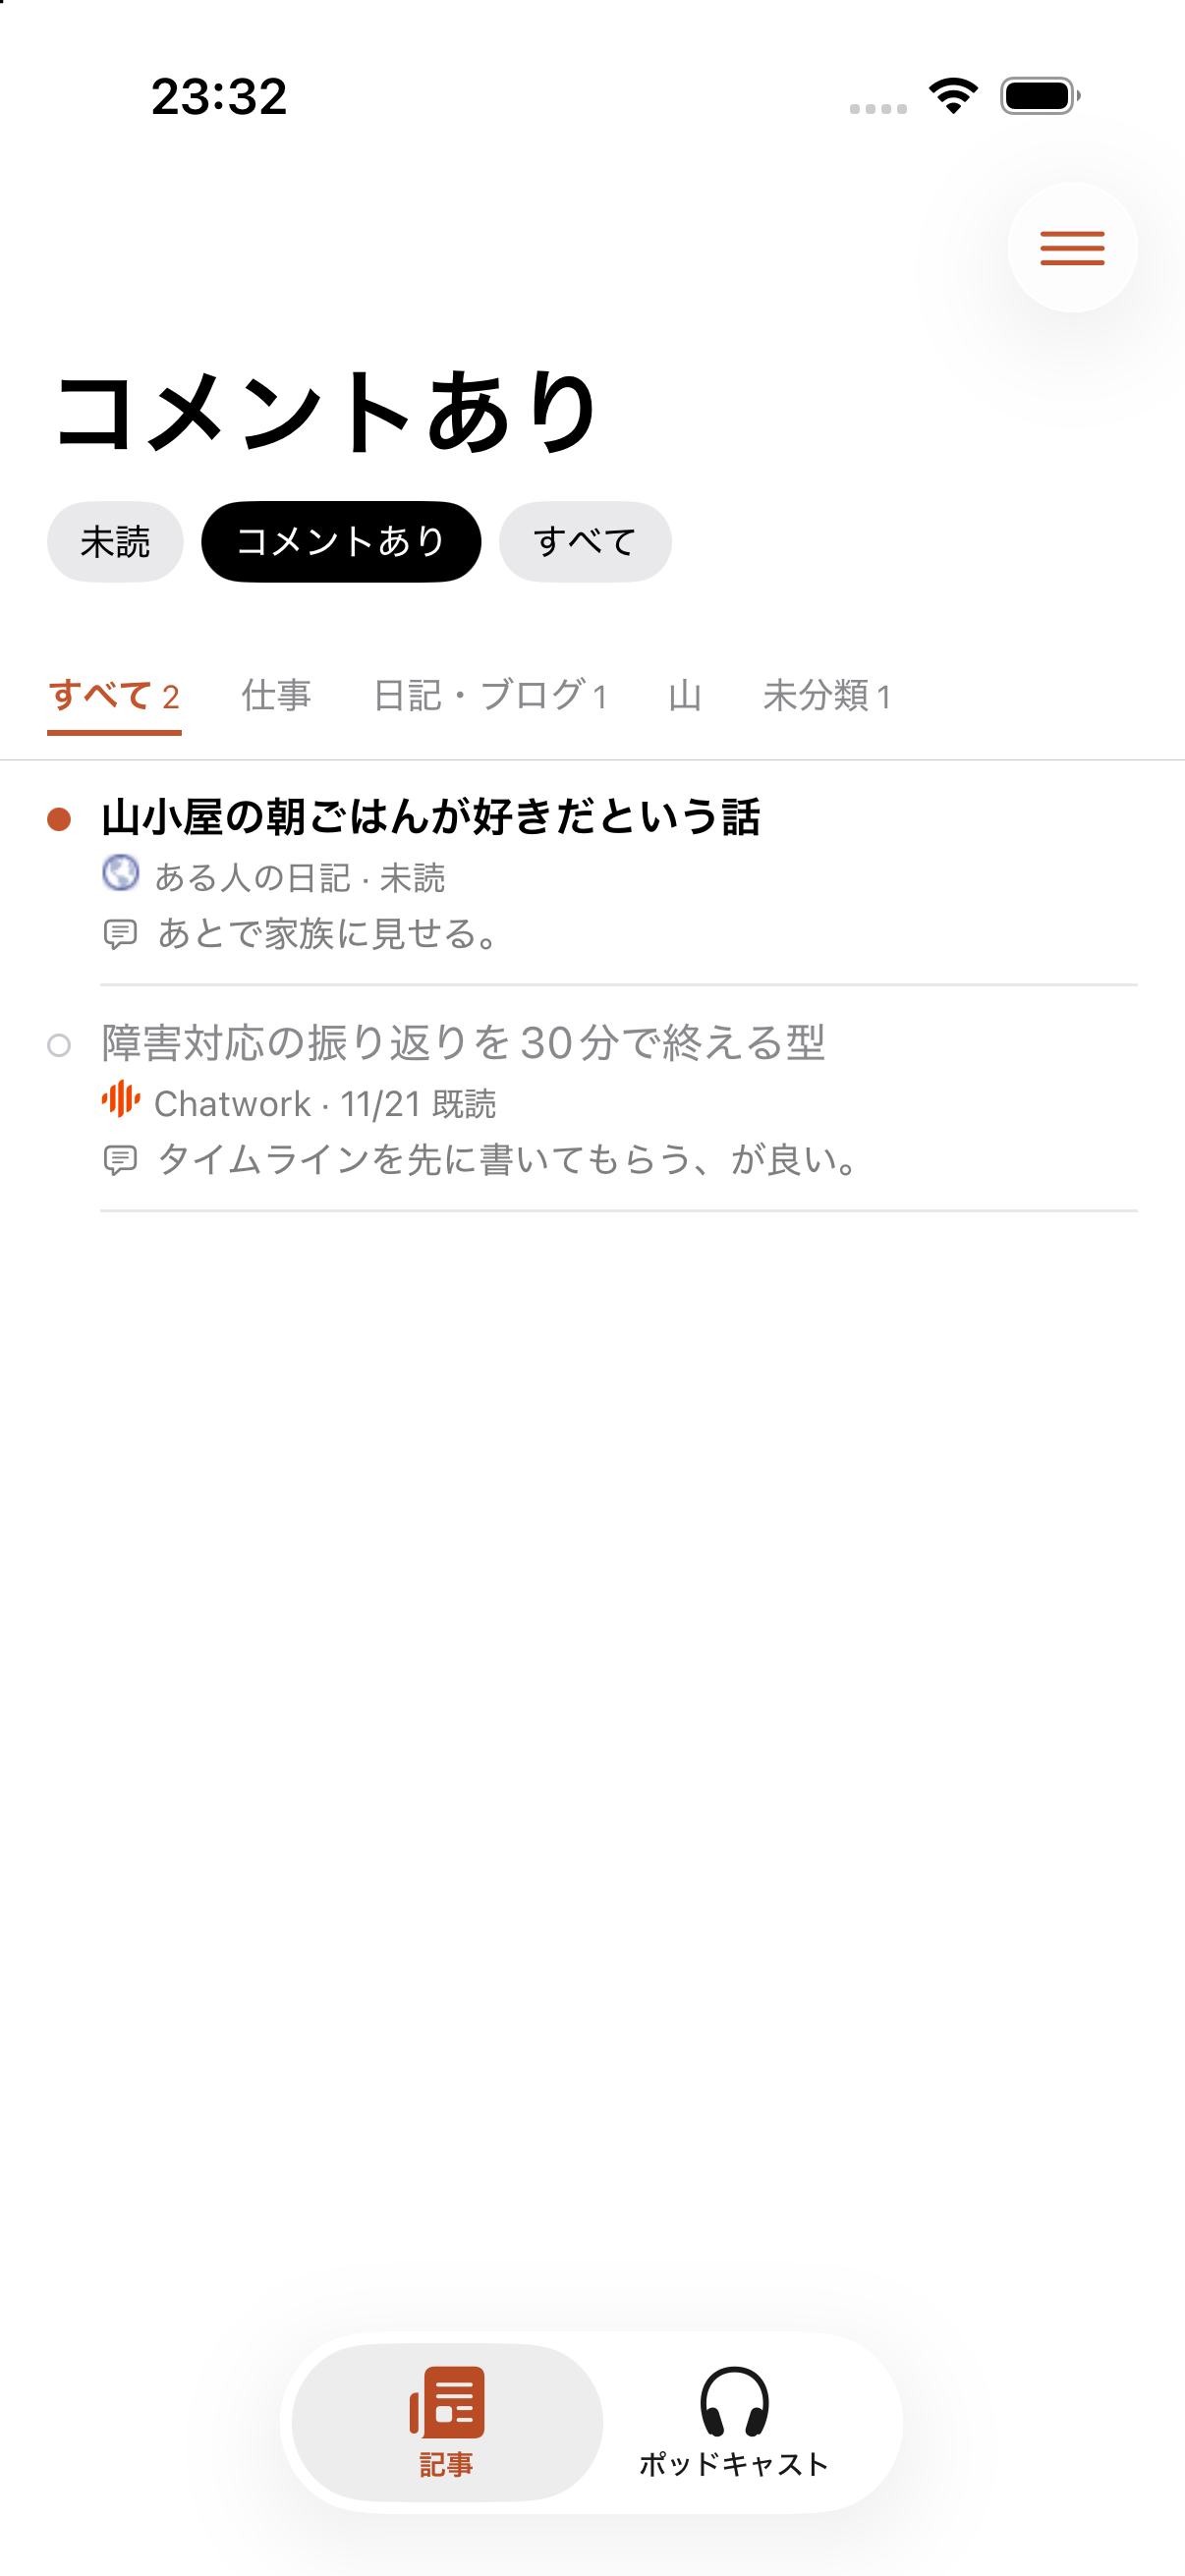 23:32
コメントあり
未読 コメントあり すべて
すべて 2 仕事 日記・ブログ 1 山 未分類 1
山小屋の朝ごはんが好きだという話
ある人の日記 · 未読
あとで家族に見せる。
障害対応の振り返りを30分で終える型
Chatwork · 11/21 既読
タイムラインを先に書いてもらう、が良い。
記事 ポッドキャスト